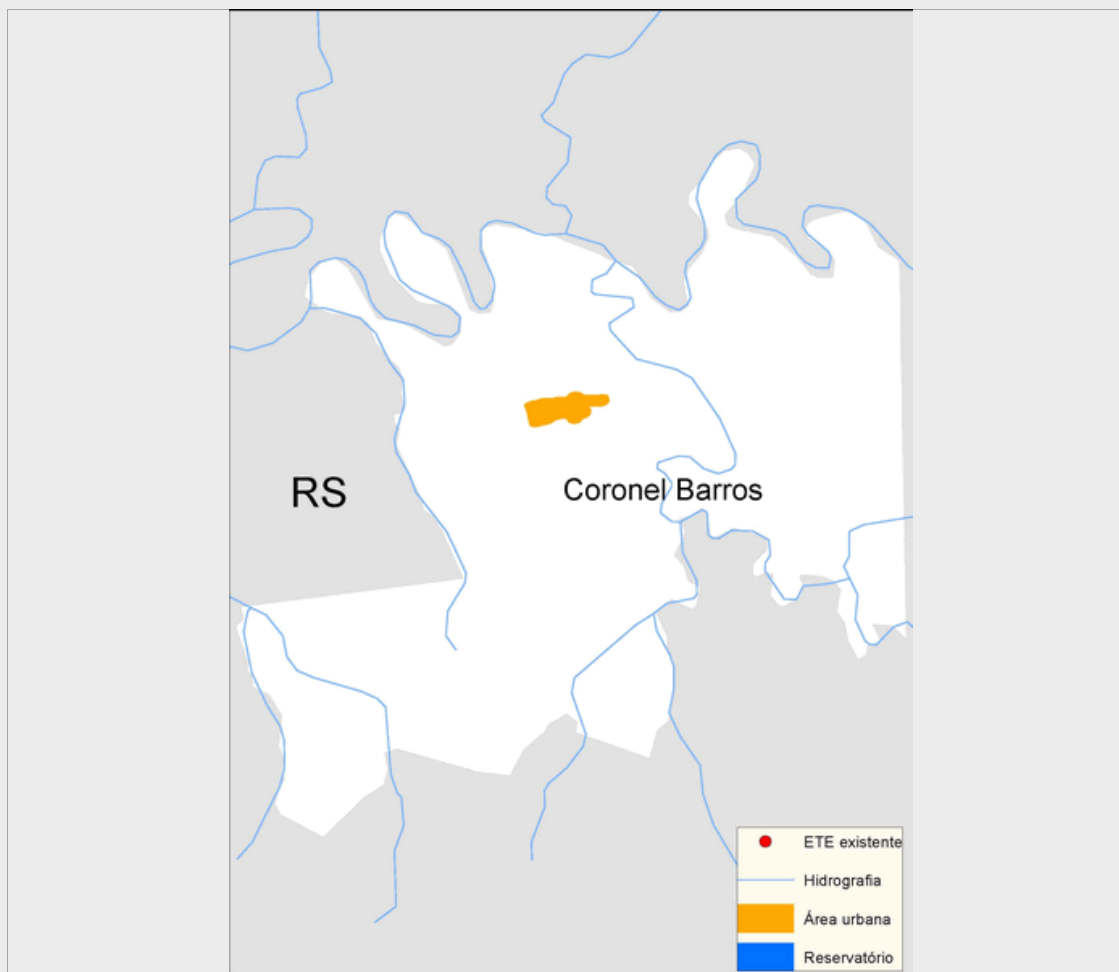 RS
Coronel Barros
ETE existente
Hidrografia
Área urbana
Reservatório